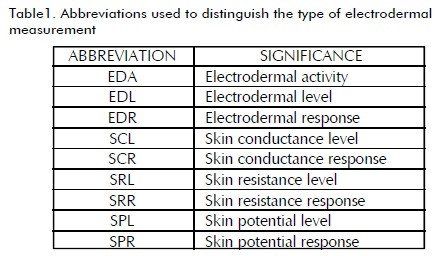 Table1. Abbreviations used to distinguish the type of electrodermal
measurement
ABBREVIATION SIGNIFICANCE
EDA Electrodermal activity
EDL Electrodermal level
EDR Electrodermal response
SCL Skin conductance level
SCR Skin conductance response
SRL Skin resistance level
SRR Skin resistance response
SPL Skin potential level
SPR Skin potential response